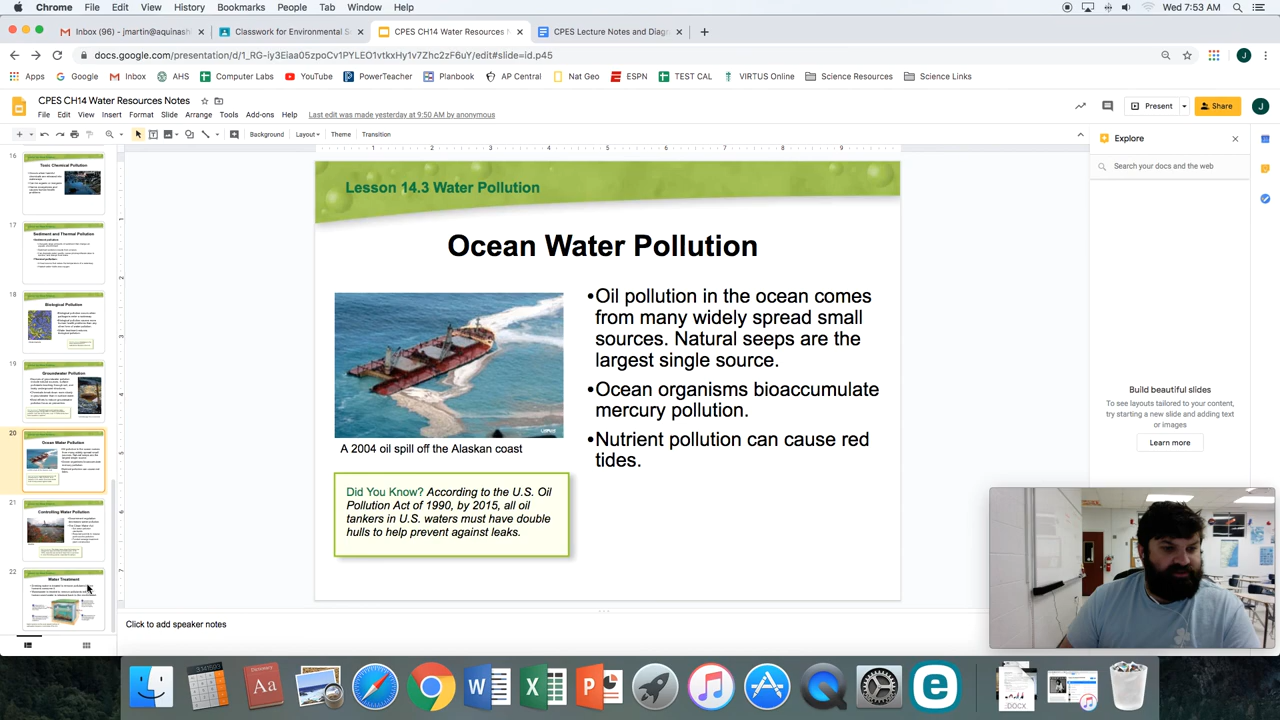 Chrome File Edit View History Bookmarks People Tab Window Help Wed 7:53 AM
Inbox (96) - jmartin@aquinash
Classwork for Environmental S
CPES CH14 Water Resources N
CPES Lecture Notes and Diag
docs.google.com/presentation/d/1_RG-iy3Eiaa05zpoCv1PYLEO1vtkxHy1v7Zhc2zF6uY/edit#slide=id.p45
Apps Google Inbox AHS Computer Labs YouTube PowerTeacher Planbook AP Central Nat Geo ESPN TEST CAL VIRTUS Online Science Resources Science Links
CPES CH14 Water Resources Notes
File Edit View Insert Format Slide Arrange Tools Add-ons Help Last edit was made yesterday at 9:50 AM by anonymous
Present Share
Background Layout Theme Transition
Explore
Search your docs and the web
16
Toxic Chemical Pollution
17
Sediment and Thermal Pollution
18
Biological Pollution
19
Groundwater Pollution
20
Ocean Water Pollution
21
Controlling Water Pollution
22
Water Treatment
1 2 3 4 5 6 7 8 9
Lesson 14.3 Water Pollution
Ocean Water Pollution
•Oil pollution in the ocean comes
from many widely spread small
sources. Natural seeps are the
largest single source.
•Ocean organisms bioaccumulate
mercury pollution.
•Nutrient pollution can cause red
tides.
A 2004 oil spill off the Alaskan coast
Did You Know? According to the U.S. Oil
Pollution Act of 1990, by 2015 all oil
tankers in U.S. waters must have double
hulls to help prevent against leaks.
Click to add speaker notes
Build beautiful slides
To see layouts tailored to your content,
try starting a new slide and adding text
or images.
Learn more
DOCX